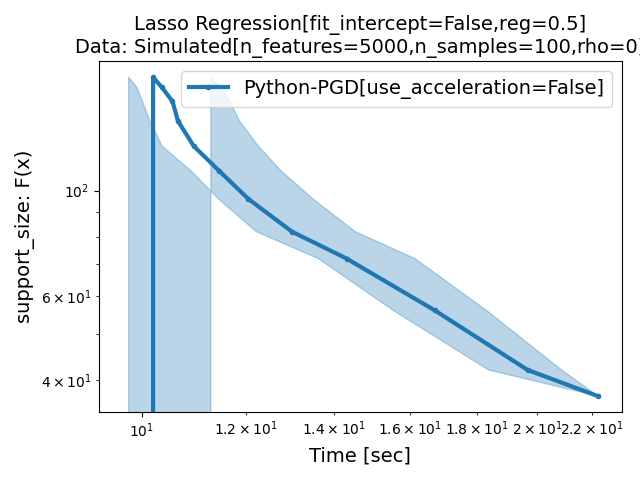 Lasso Regression[fit_intercept=False,reg=0.5]
Data: Simulated[n_features=5000,n_samples=100,rho=0]
Python-PGD[use_acceleration=False]
support_size: F(x)
10²
6 × 10¹
4 × 10¹
10¹ 1.2 × 10¹ 1.4 × 10¹ 1.6 × 10¹ 1.8 × 10¹ 2 × 10¹ 2.2 × 10¹
Time [sec]